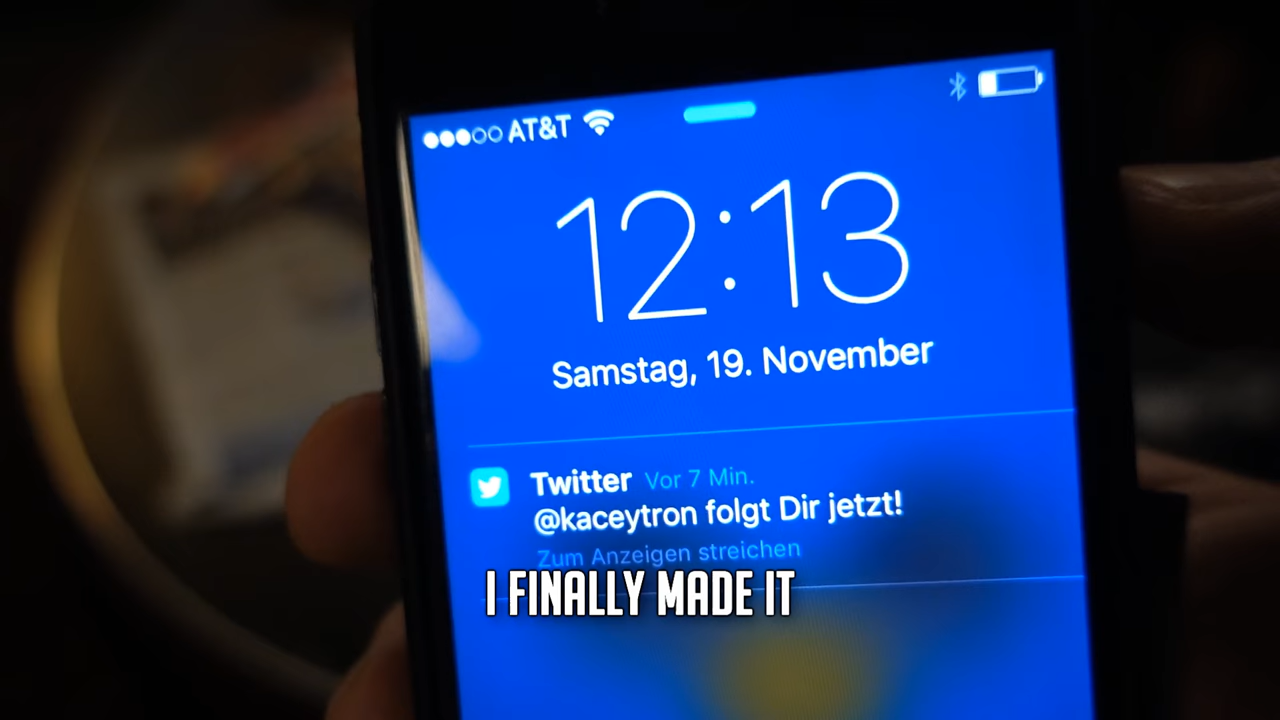 AT&T
12:13
Samstag, 19. November
Twitter Vor 7 Min.
@kaceytron folgt Dir jetzt!
Zum Anzeigen streichen
I FINALLY MADE IT